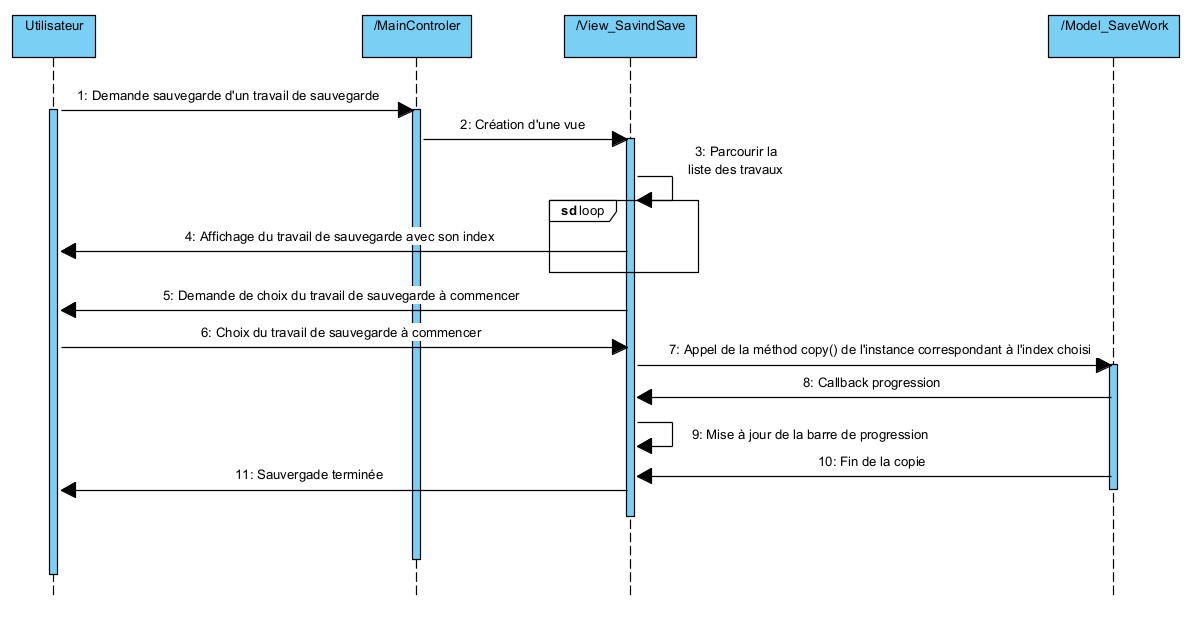 Utilisateur
/MainControler
/View_SavindSave
/Model_SaveWork
1: Demande sauvegarde d'un travail de sauvegarde
2: Création d'une vue
3: Parcourir la
liste des travaux
sd loop
4: Affichage du travail de sauvegarde avec son index
5: Demande de choix du travail de sauvegarde à commencer
6: Choix du travail de sauvegarde à commencer
7: Appel de la méthod copy() de l'instance correspondant à l'index choisi
8: Callback progression
9: Mise à jour de la barre de progression
10: Fin de la copie
11: Sauvergade terminée